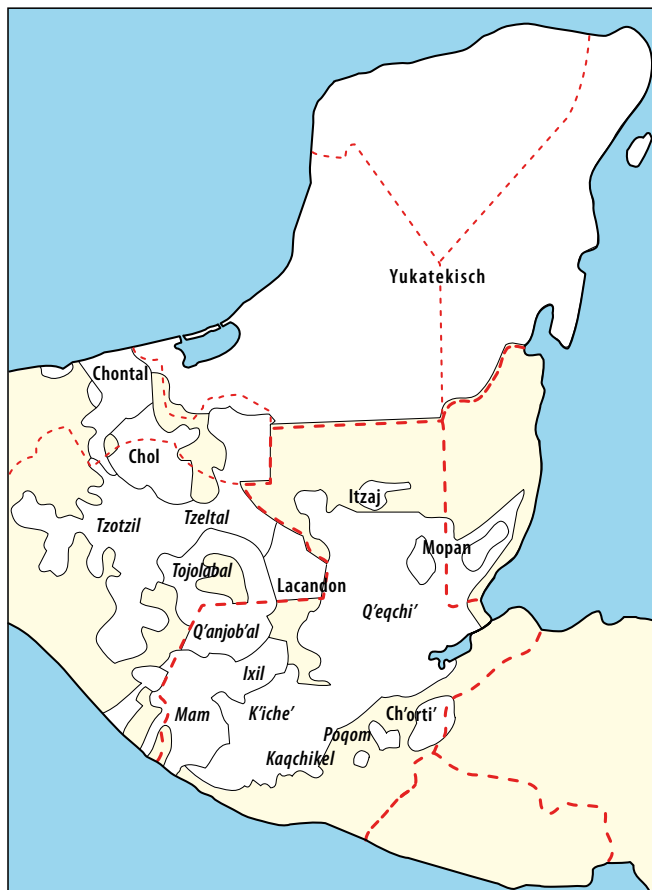 Yukatekisch
Chontal
Chol
Itzaj
Tzotzil
Tzeltal
Mopan
Tojolabal
Lacandon
Q'eqchi'
Q'anjob'al
Ixil
Mam
K'iche'
Ch'orti'
Poqom
Kaqchikel